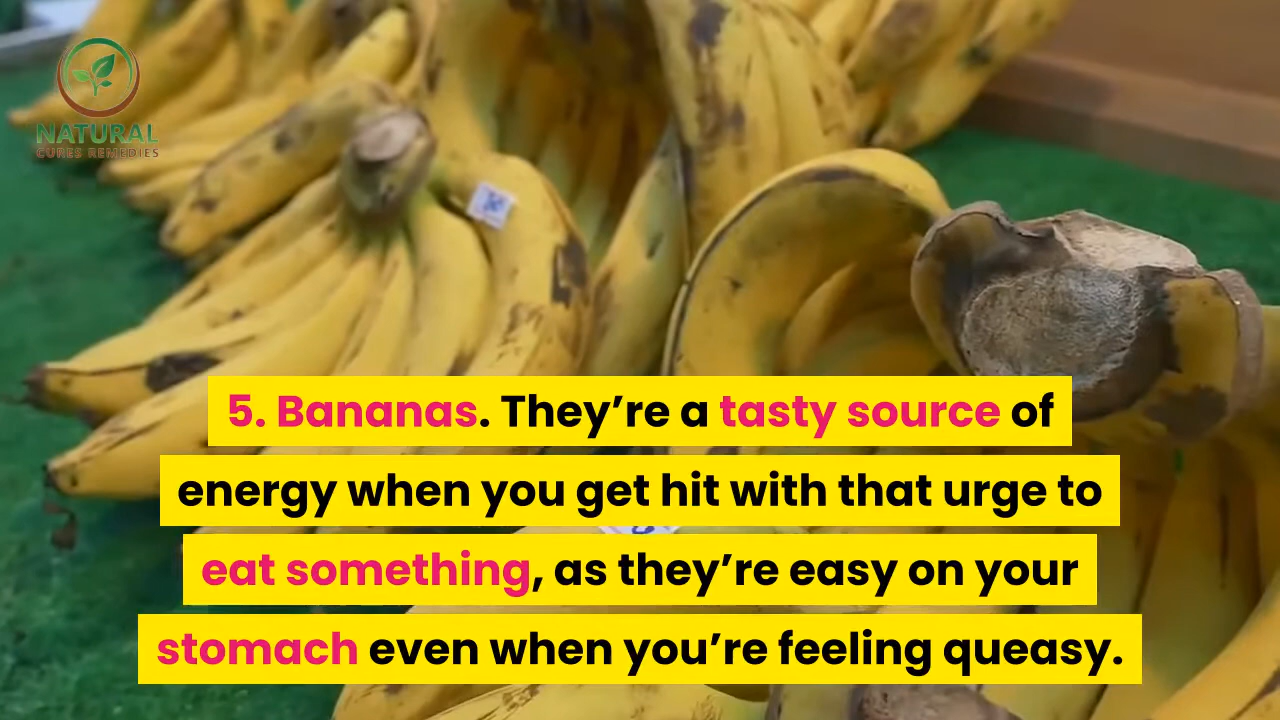 NATURAL
CURES REMEDIES
5. Bananas. They’re a tasty source of
energy when you get hit with that urge to
eat something, as they’re easy on your
stomach even when you’re feeling queasy.